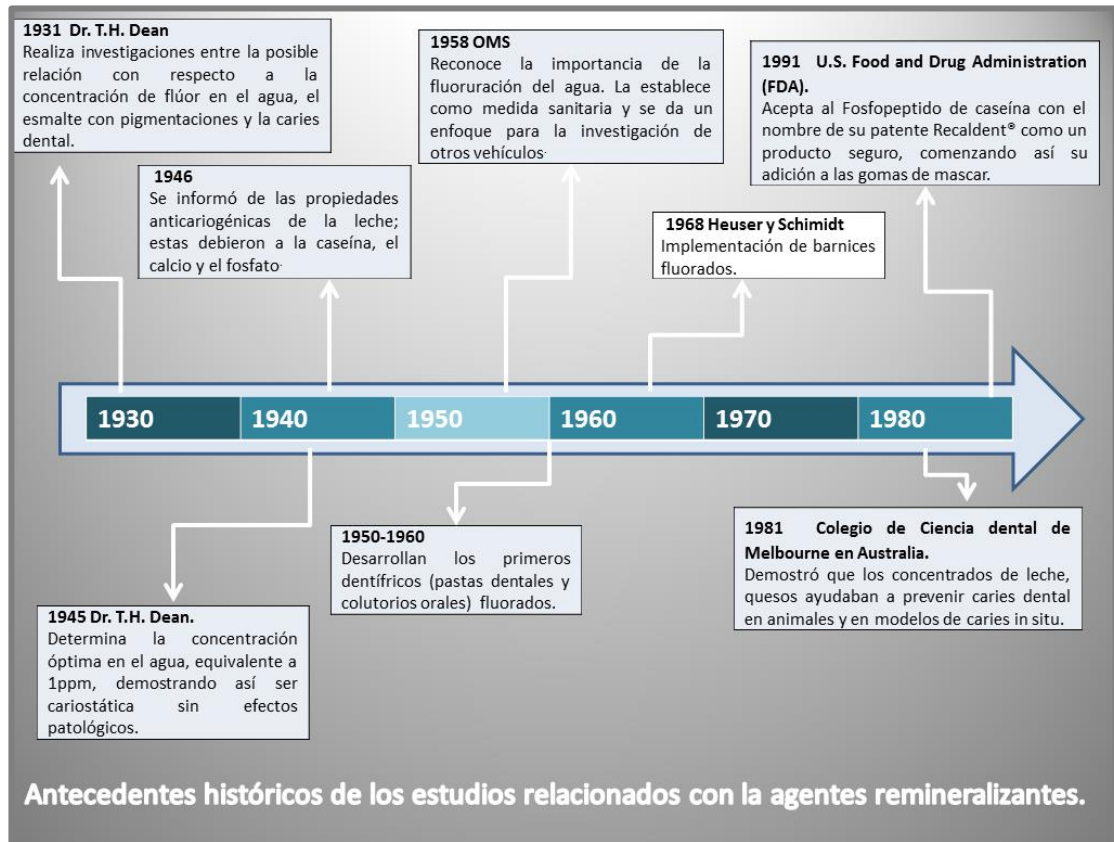 1931 Dr. T.H. Dean
Realiza investigaciones entre la posible
relación con respecto a la
concentración de flúor en el agua, el
esmalte con pigmentaciones y la caries
dental.
1946
Se informó de las propiedades
anticariogénicas de la leche;
estas debieron a la caseína, el
calcio y el fosfato.
1958 OMS
Reconoce la importancia de la
fluoruración del agua. La establece
como medida sanitaria y se da un
enfoque para la investigación de
otros vehículos.
1968 Heuser y Schimidt
Implementación de barnices
fluorados.
1991 U.S. Food and Drug Administration
(FDA).
Acepta al Fosfopeptido de caseína con el
nombre de su patente Recaldent® como un
producto seguro, comenzando así su
adición a las gomas de mascar.
1930 1940 1950 1960 1970 1980
1945 Dr. T.H. Dean.
Determina la concentración
óptima en el agua, equivalente a
1ppm, demostrando así ser
cariostática sin efectos
patológicos.
1950-1960
Desarrollan los primeros
dentífricos (pastas dentales y
colutorios orales) fluorados.
1981 Colegio de Ciencia dental de
Melbourne en Australia.
Demostró que los concentrados de leche,
quesos ayudaban a prevenir caries dental
en animales y en modelos de caries in situ.
Antecedentes históricos de los estudios relacionados con la agentes remineralizantes.